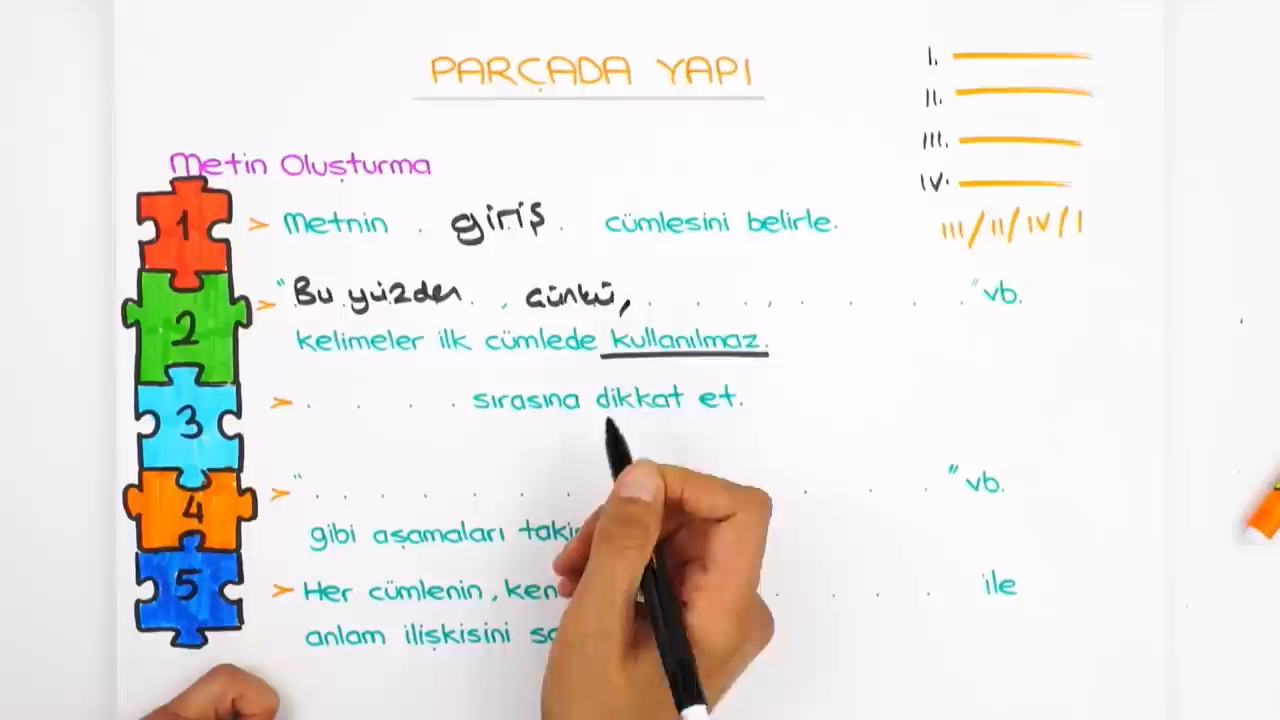 PARÇADA YAPI
I.
II.
III.
IV.
III/II/IV/I
Metin Oluşturma
1
> Metnin . giriş . cümlesini belirle.
2
> "Bu yüzden . . çünkü, . . . . . . " vb.
kelimeler ilk cümlede kullanılmaz.
3
> . . . . sırasına dikkat et.
4
> " . . . . . . . . . " vb.
gibi aşamaları
5
> Her cümlenin, . . . . ile
anlam ilişkisini